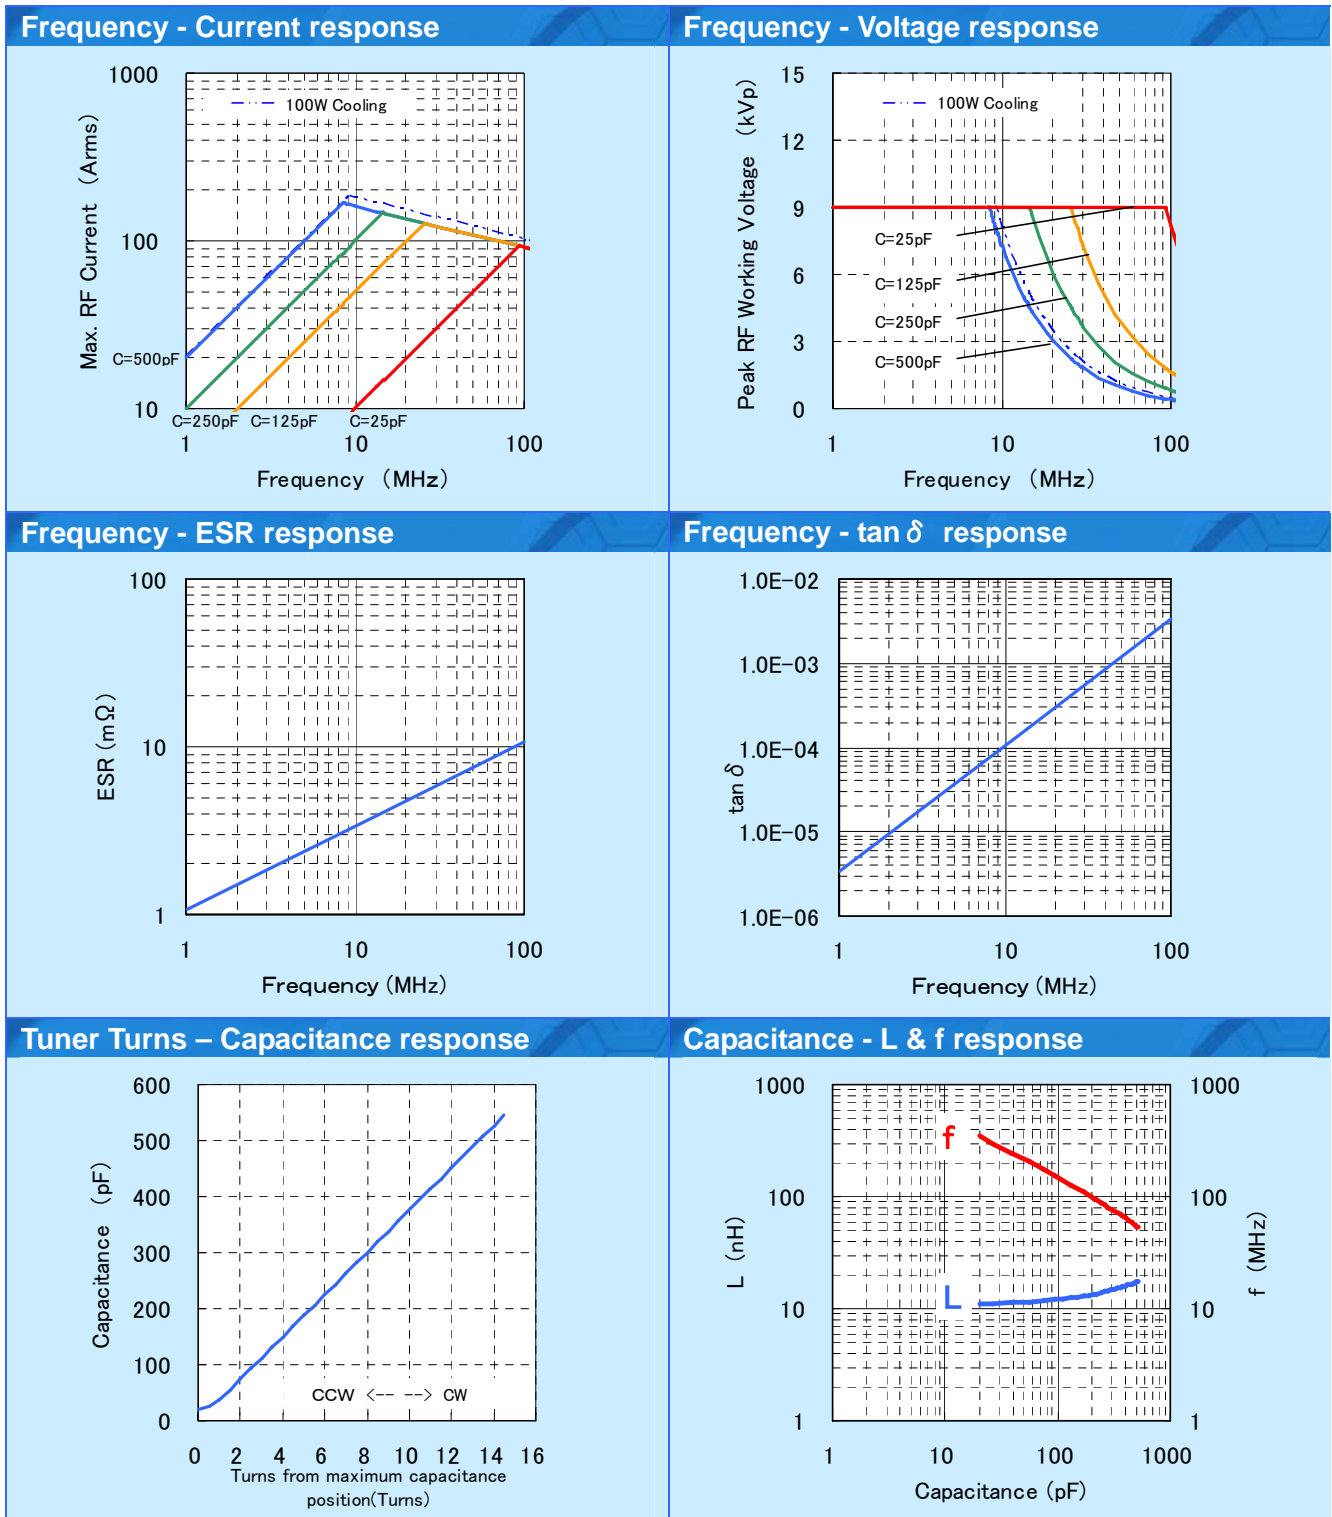 Frequency - Current response
1000
100
10
Max. RF Current (Arms)
100W Cooling
C=500pF
C=250pF C=125pF C=25pF
1 10 100
Frequency (MHz)
Frequency - Voltage response
15
12
9
6
3
0
Peak RF Working Voltage (kVp)
100W Cooling
C=25pF
C=125pF
C=250pF
C=500pF
1 10 100
Frequency (MHz)
Frequency - ESR response
100
10
1
ESR (mΩ)
1 10 100
Frequency (MHz)
Frequency - tan δ response
1.0E-02
1.0E-03
1.0E-04
1.0E-05
1.0E-06
tan δ
1 10 100
Frequency (MHz)
Tuner Turns – Capacitance response
600
500
400
300
200
100
0
Capacitance (pF)
CCW <-- --> CW
0 2 4 6 8 10 12 14 16
Turns from maximum capacitance
position(Turns)
Capacitance - L & f response
1000
100
10
1
L (nH)
f
L
1000
100
10
1
f (MHz)
1 10 100 1000
Capacitance (pF)